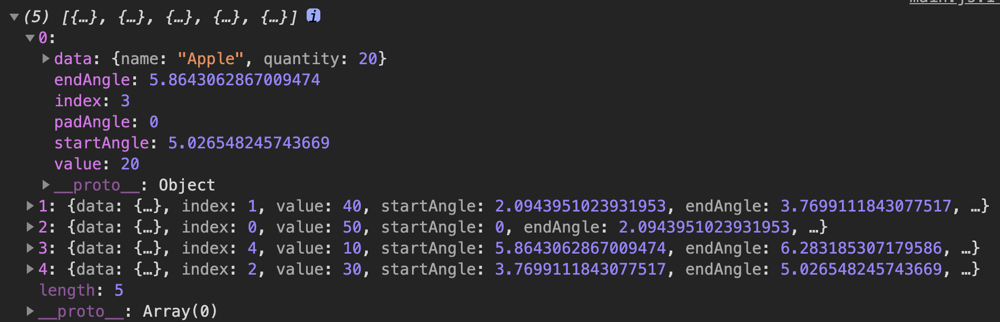 main.js:1
(5) [{…}, {…}, {…}, {…}, {…}] i
0:
data: {name: "Apple", quantity: 20}
endAngle: 5.8643062867009474
index: 3
padAngle: 0
startAngle: 5.026548245743669
value: 20
__proto__: Object
1: {data: {…}, index: 1, value: 40, startAngle: 2.0943951023931953, endAngle: 3.7699111843077517, …}
2: {data: {…}, index: 0, value: 50, startAngle: 0, endAngle: 2.0943951023931953, …}
3: {data: {…}, index: 4, value: 10, startAngle: 5.8643062867009474, endAngle: 6.283185307179586, …}
4: {data: {…}, index: 2, value: 30, startAngle: 3.7699111843077517, endAngle: 5.026548245743669, …}
length: 5
__proto__: Array(0)